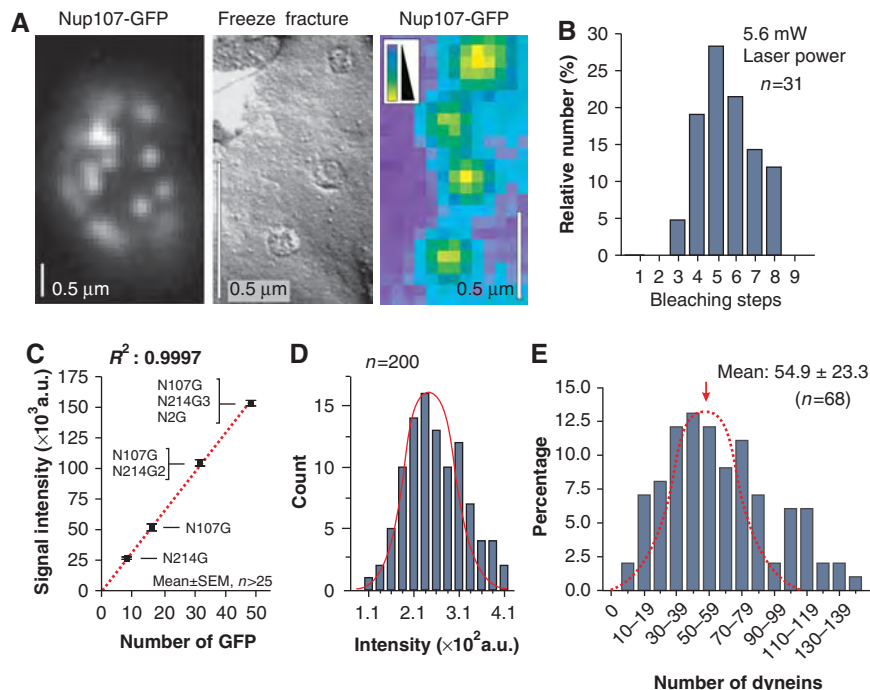 A
Nup107-GFP
Freeze fracture
Nup107-GFP
0.5 μm
0.5 μm
0.5 μm
B
5.6 mW
Laser power
n=31
Relative number (%)
30
25
20
15
10
5
0
1 2 3 4 5 6 7 8 9
Bleaching steps
C
R²: 0.9997
Signal intensity (×10³a.u.)
175
150
125
100
75
50
25
0
N107G
N214G3
N2G
N107G
N214G2
N107G
N214G
Mean±SEM, n>25
0 10 20 30 40 50
Number of GFP
D
n=200
Count
15
10
5
0
1.1 2.1 3.1 4.1
Intensity (×10²a.u.)
E
Mean: 54.9 ± 23.3
(n=68)
Percentage
15.0
12.5
10.0
7.5
5.0
2.5
0.0
0 10–19 30–39 50–59 70–79 90–99 110–119 130–139
Number of dyneins